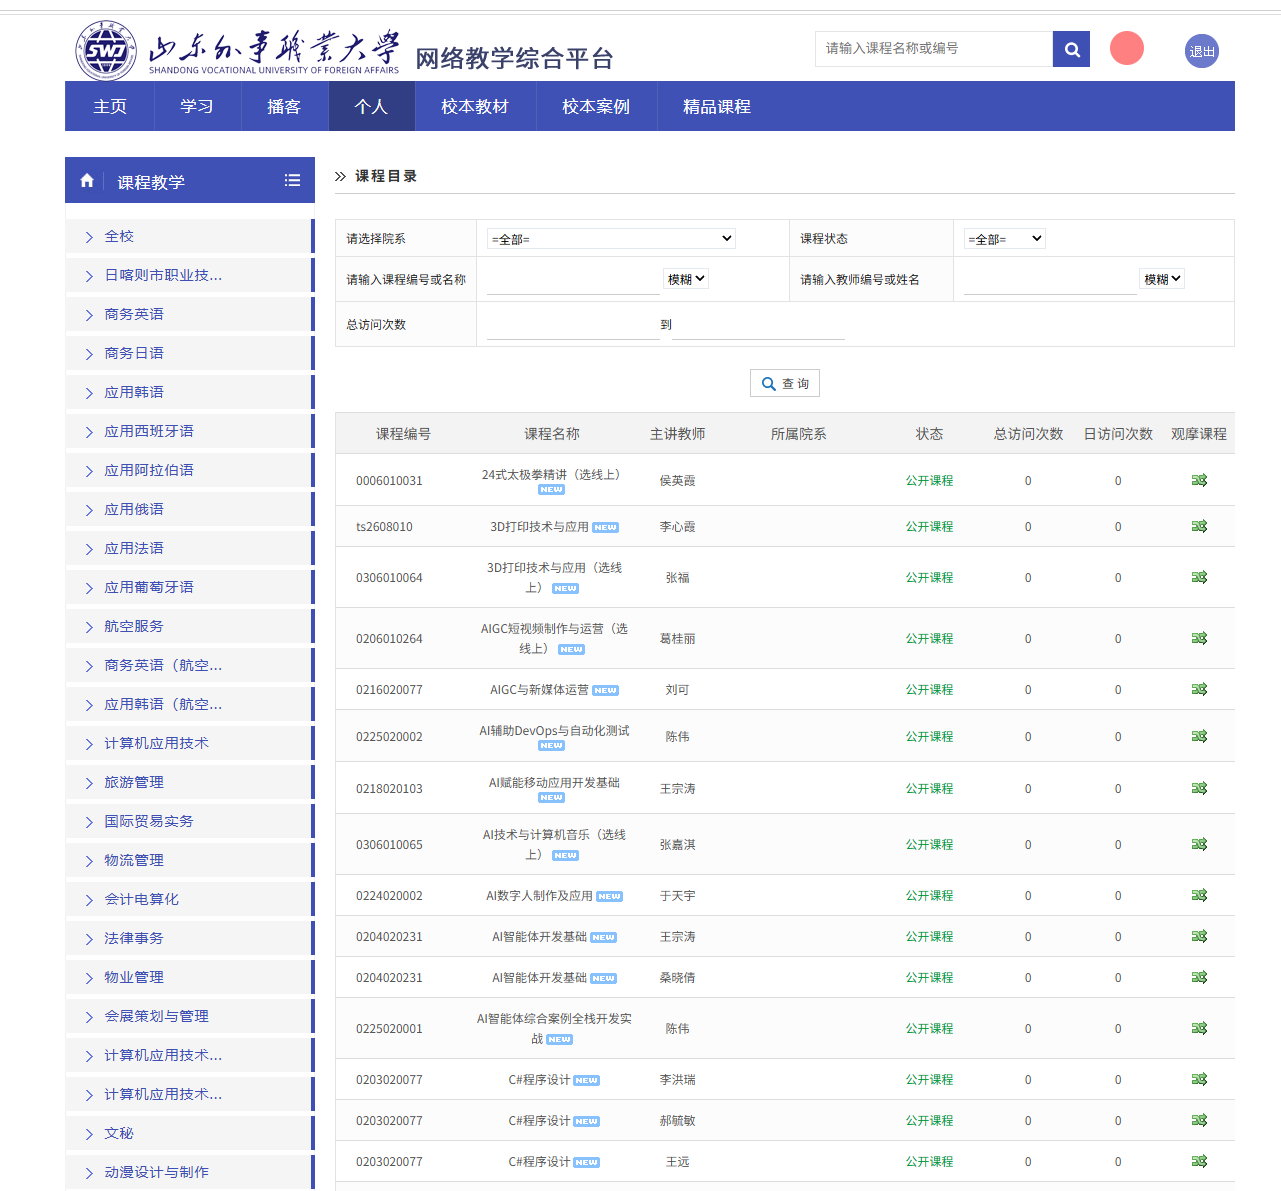 山东外事职业大学
SHANDONG VOCATIONAL UNIVERSITY OF FOREIGN AFFAIRS
网络教学综合平台
请输入课程名称或编号
退出
主页 学习 播客 个人 校本教材 校本案例 精品课程
课程教学
全校
日喀则市职业技...
商务英语
商务日语
应用韩语
应用西班牙语
应用阿拉伯语
应用俄语
应用法语
应用葡萄牙语
航空服务
商务英语（航空...
应用韩语（航空...
计算机应用技术
旅游管理
国际贸易实务
物流管理
会计电算化
法律事务
物业管理
会展策划与管理
计算机应用技术...
计算机应用技术...
文秘
动漫设计与制作
课程目录
请选择院系 =全部= 课程状态 =全部=
请输入课程编号或名称 模糊 请输入教师编号或姓名 模糊
总访问次数 到
查 询
课程编号 课程名称 主讲教师 所属院系 状态 总访问次数 日访问次数 观摩课程
0006010031 24式太极拳精讲（选线上） NEW 侯英霞 公开课程 0 0
ts2608010 3D打印技术与应用 NEW 李心霞 公开课程 0 0
0306010064 3D打印技术与应用（选线上） NEW 张福 公开课程 0 0
0206010264 AIGC短视频制作与运营（选线上） NEW 葛桂丽 公开课程 0 0
0216020077 AIGC与新媒体运营 NEW 刘可 公开课程 0 0
0225020002 AI辅助DevOps与自动化测试 NEW 陈伟 公开课程 0 0
0218020103 AI赋能移动应用开发基础 NEW 王宗涛 公开课程 0 0
0306010065 AI技术与计算机音乐（选线上） NEW 张嘉淇 公开课程 0 0
0224020002 AI数字人制作及应用 NEW 于天宇 公开课程 0 0
0204020231 AI智能体开发基础 NEW 王宗涛 公开课程 0 0
0204020231 AI智能体开发基础 NEW 桑晓倩 公开课程 0 0
0225020001 AI智能体综合案例全栈开发实战 NEW 陈伟 公开课程 0 0
0203020077 C#程序设计 NEW 李洪瑞 公开课程 0 0
0203020077 C#程序设计 NEW 郝毓敏 公开课程 0 0
0203020077 C#程序设计 NEW 王远 公开课程 0 0